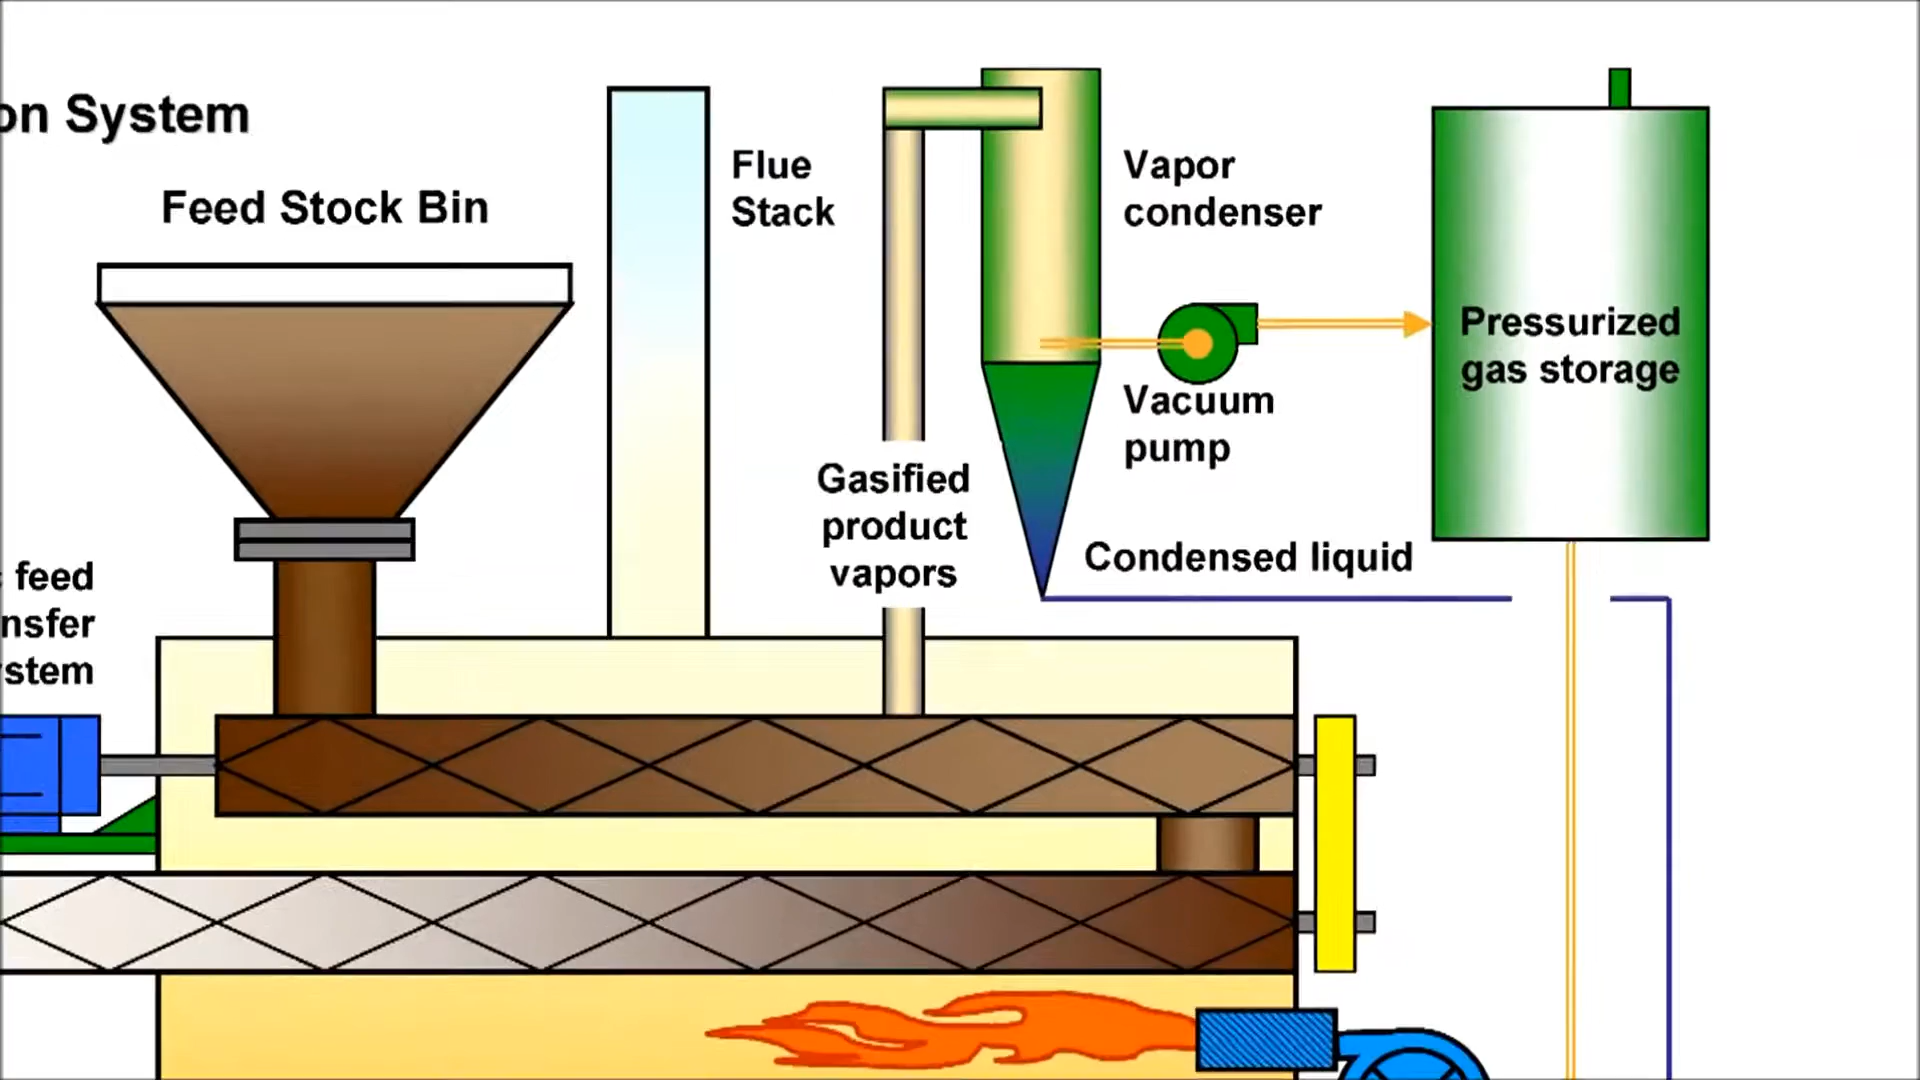 on System
Feed Stock Bin
Flue
Stack
Vapor
condenser
Pressurized
gas storage
Vacuum
pump
Gasified
product
vapors
Condensed liquid
feed
nsfer
ystem